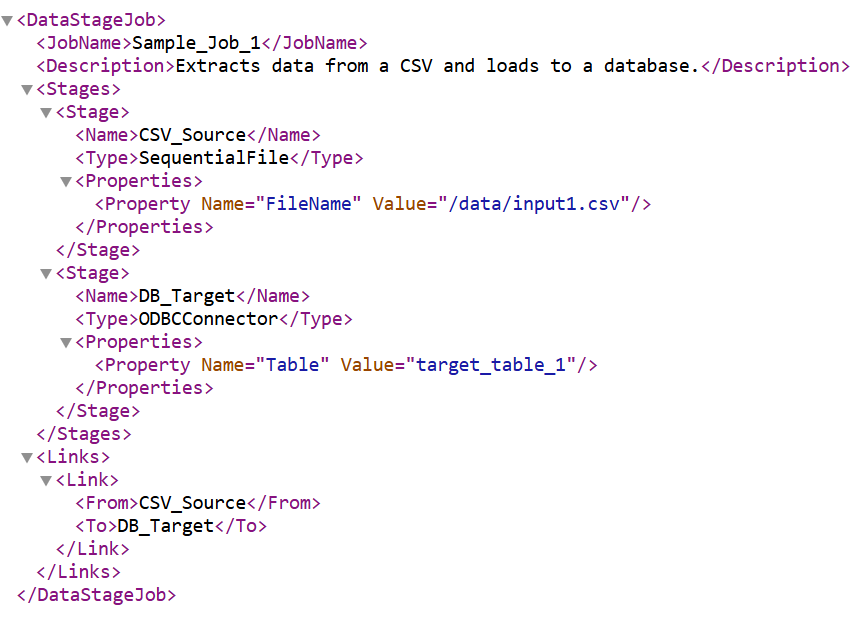 <DataStageJob>
<JobName>Sample_Job_1</JobName>
<Description>Extracts data from a CSV and loads to a database.</Description>
<Stages>
<Stage>
<Name>CSV_Source</Name>
<Type>SequentialFile</Type>
<Properties>
<Property Name="FileName" Value="/data/input1.csv"/>
</Properties>
</Stage>
<Stage>
<Name>DB_Target</Name>
<Type>ODBCConnector</Type>
<Properties>
<Property Name="Table" Value="target_table_1"/>
</Properties>
</Stage>
</Stages>
<Links>
<Link>
<From>CSV_Source</From>
<To>DB_Target</To>
</Link>
</Links>
</DataStageJob>